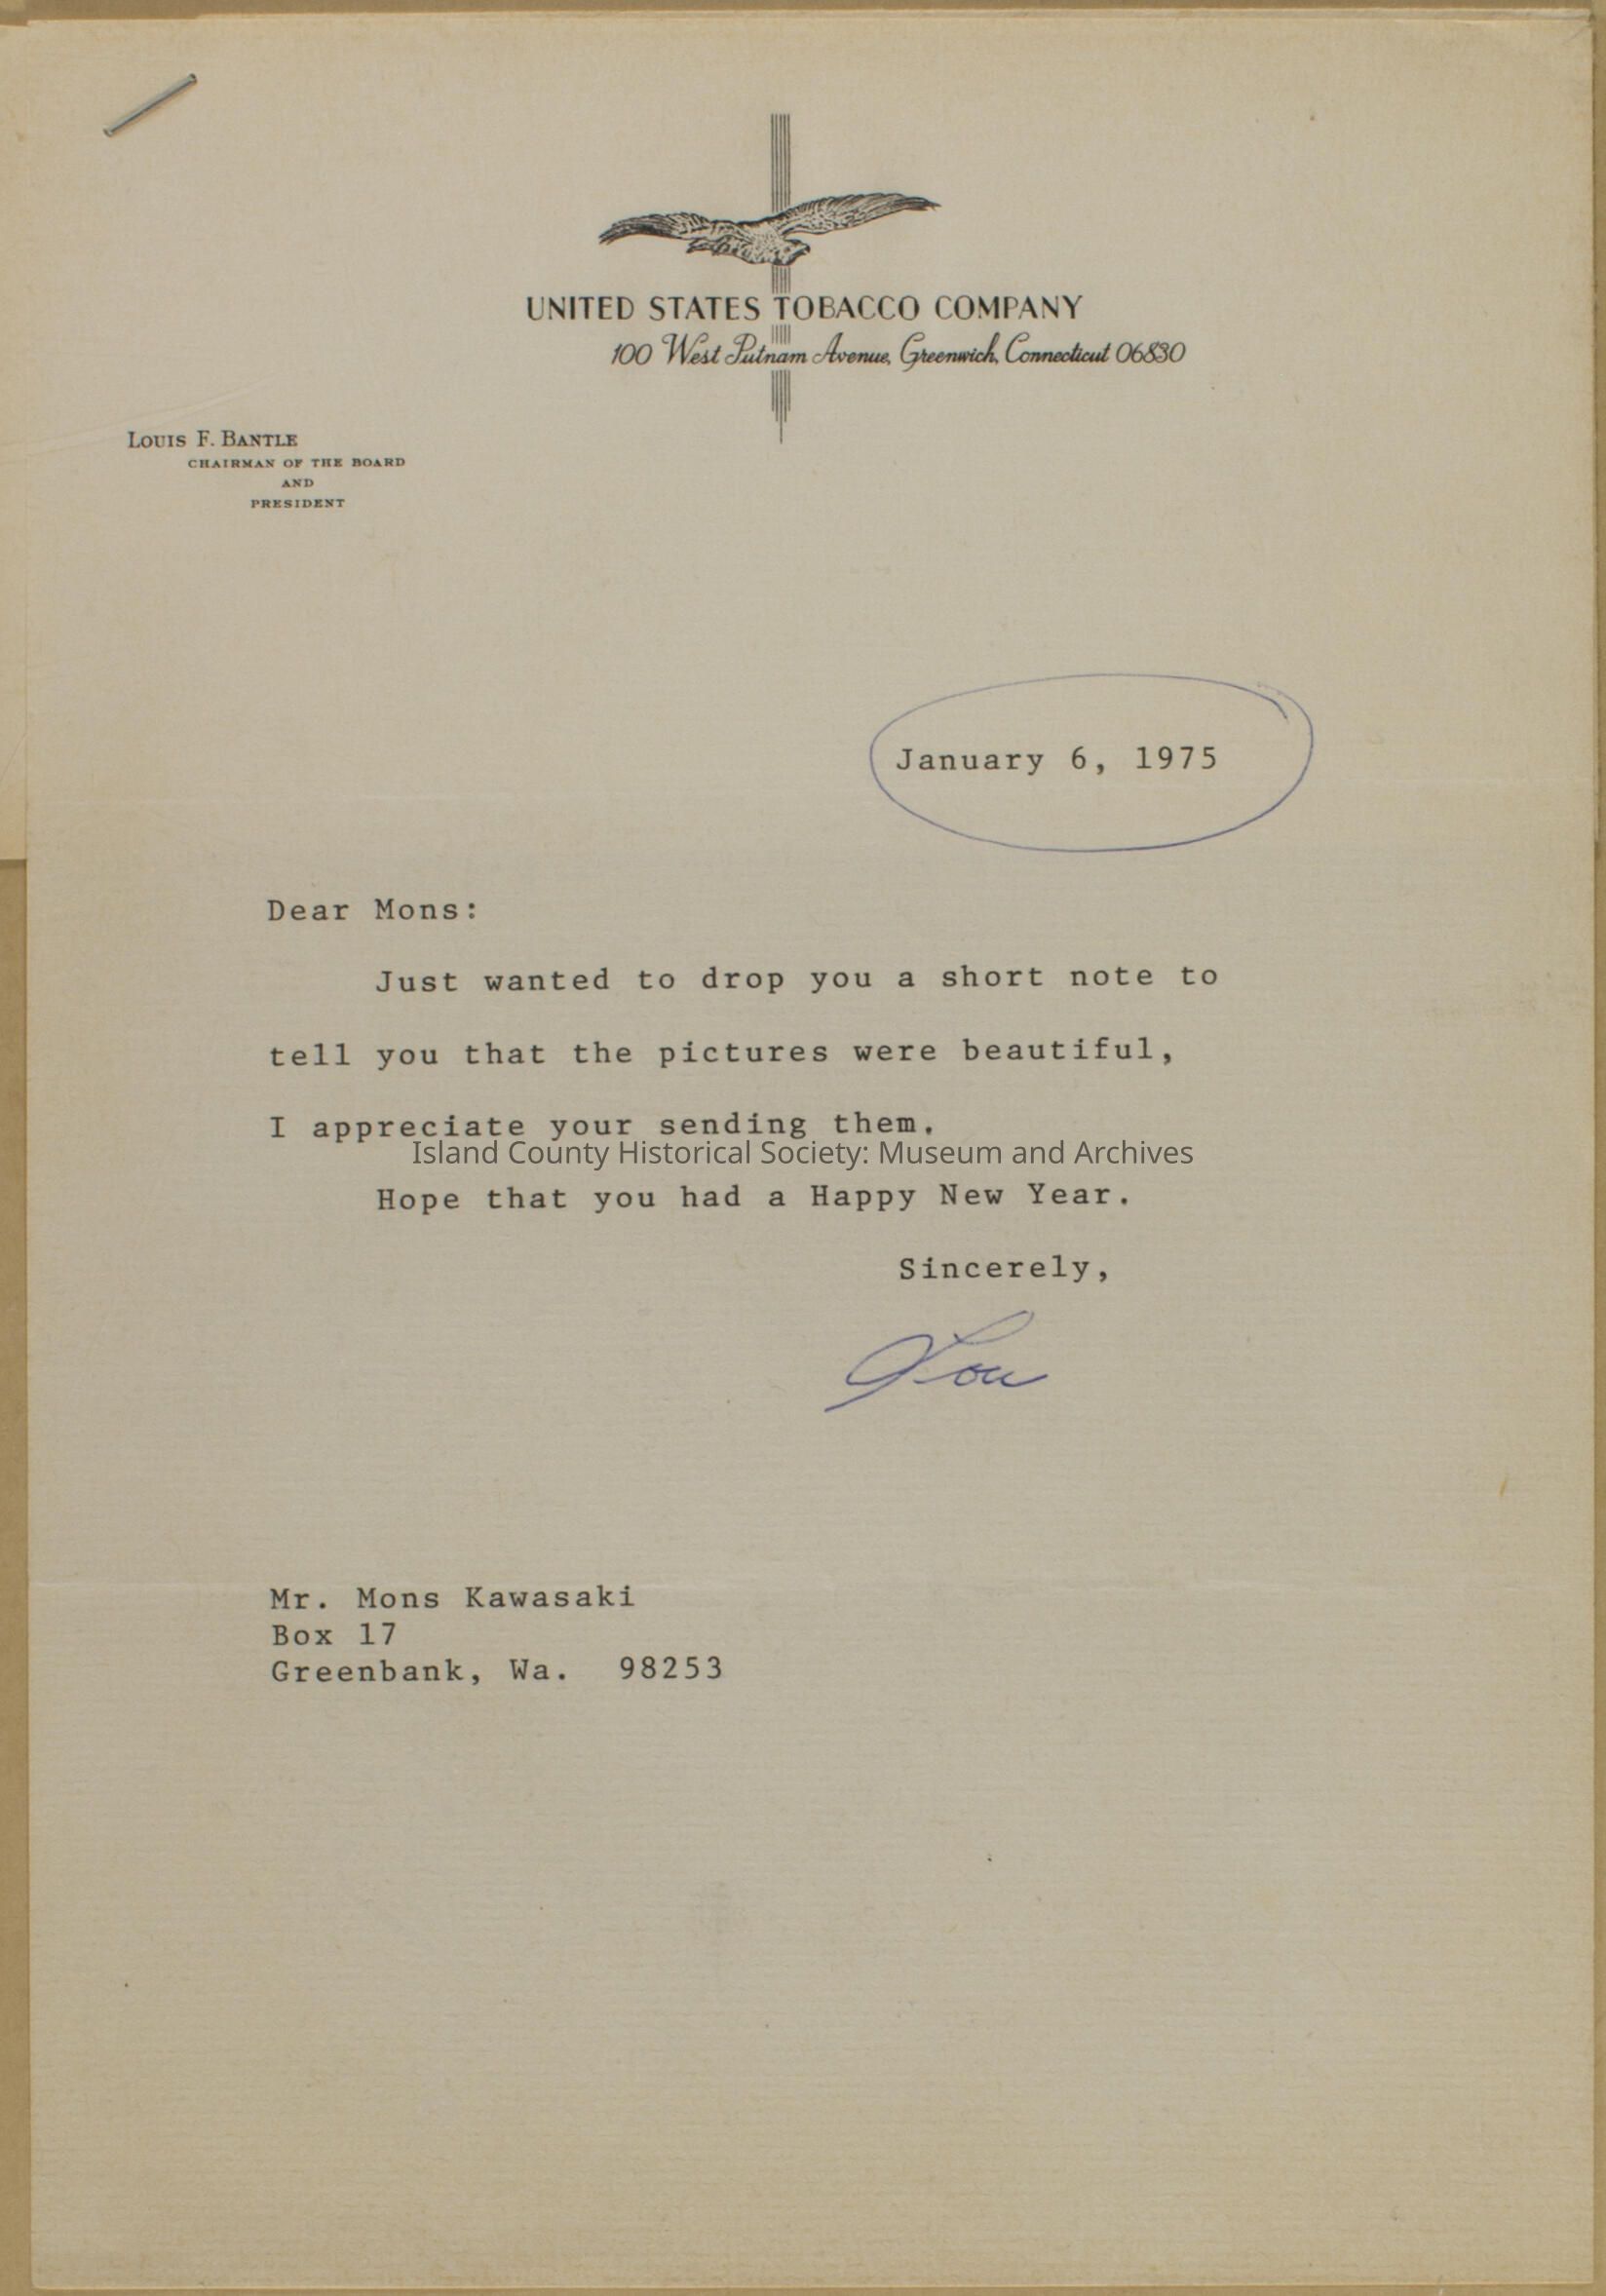 UNITED STATES TOBACCO COMPANY
100 West Putnam Avenue, Greenwich, Connecticut 06830
LOUIS F. BANTLE
CHAIRMAN OF THE BOARD
AND
PRESIDENT
January 6, 1975
Dear Mons:
Just wanted to drop you a short note to
tell you that the pictures were beautiful,
I appreciate your sending them.
Island County Historical Society: Museum and Archives
Hope that you had a Happy New Year.
Sincerely,
Lou
Mr. Mons Kawasaki
Box 17
Greenbank, Wa. 98253